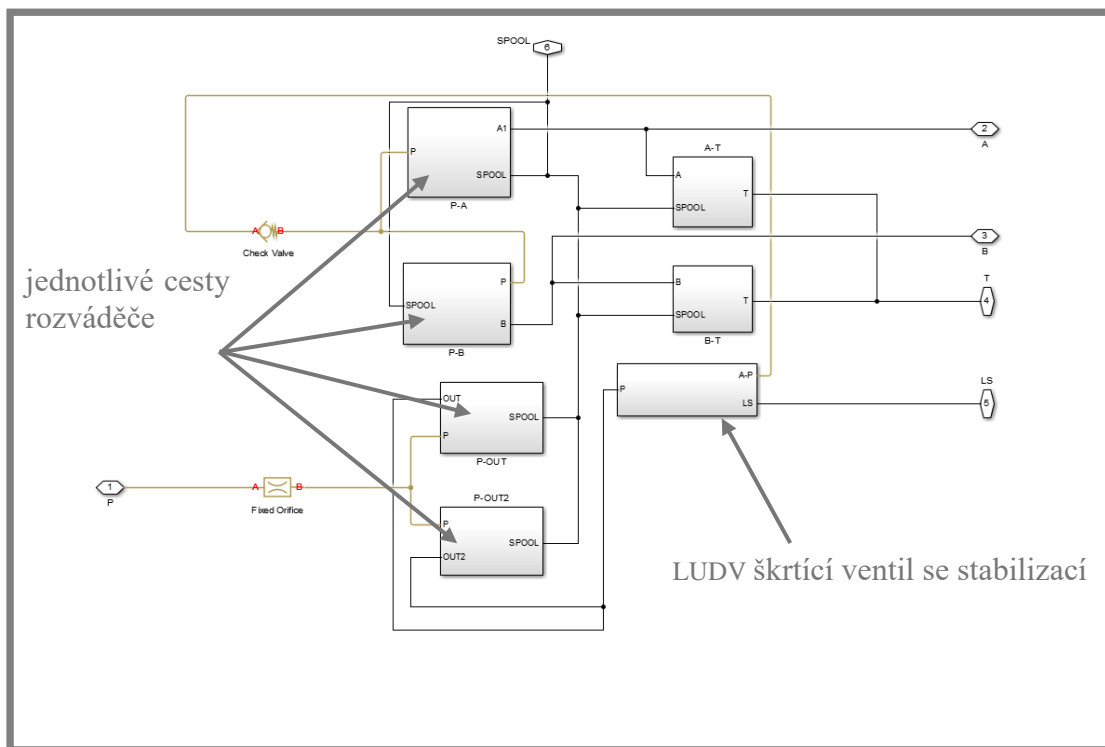 SPOOL
6
A1
P
SPOOL
P-A
A-T
A
T
SPOOL
2
A
A B
Check Valve
3
B
P
SPOOL
B
P-B
B
T
SPOOL
B-T
T
4
jednotlivé cesty
rozváděče
A-P
P
LS
LS
5
OUT
SPOOL
P
P-OUT
P-OUT2
1
P
A B
Fixed Orifice
P
SPOOL
OUT2
LUDV škrtící ventil se stabilizací